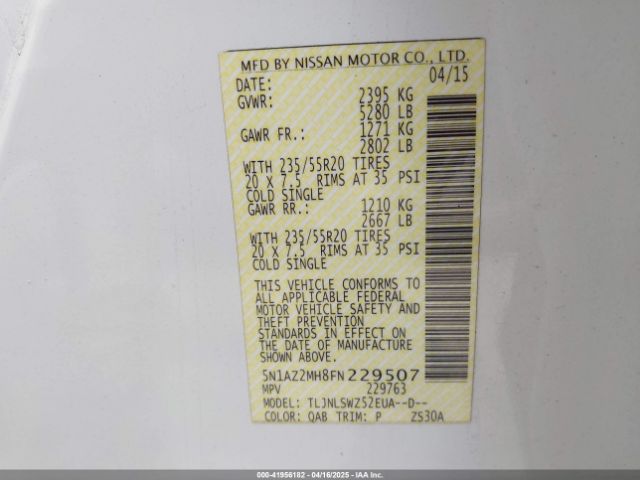 MFD BY NISSAN MOTOR CO., LTD.
DATE: 04/15
GVWR: 2395 KG
5280 LB
GAWR FR.: 1271 KG
2802 LB
WITH 235/55R20 TIRES
20 X 7.5 RIMS AT 35 PSI
COLD SINGLE
GAWR RR.: 1210 KG
2667 LB
WITH 235/55R20 TIRES
20 X 7.5 RIMS AT 35 PSI
COLD SINGLE
THIS VEHICLE CONFORMS TO
ALL APPLICABLE FEDERAL
MOTOR VEHICLE SAFETY AND
THEFT PREVENTION
STANDARDS IN EFFECT ON
THE DATE OF MANUFACTURE
SHOWN ABOVE.
5N1AZ2MH8FN229507
MPV 229763
MODEL: TLJNLSWZ52EUA--D--
COLOR: QAB TRIM: P ZS30A
000-41956182 - 04/16/2025 - IAA Inc.